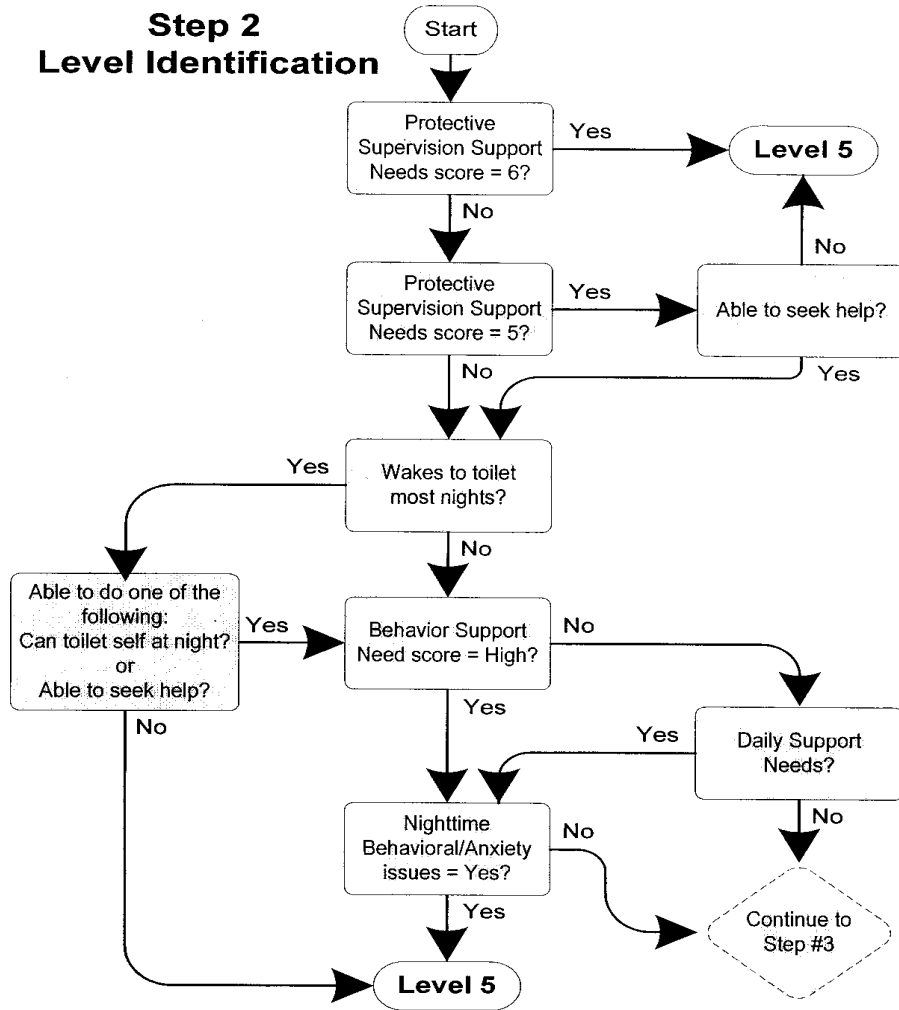 Step 2
Level Identification
Start
Protective
Supervision Support
Needs score = 6?
Yes
Level 5
No
No
Protective
Supervision Support
Needs score = 5?
Yes
Able to seek help?
No
Yes
Yes
Wakes to toilet
most nights?
No
Able to do one of the
following:
Can toilet self at night?
or
Able to seek help?
Yes
Behavior Support
Need score = High?
No
No
Yes
Yes
Daily Support
Needs?
Nighttime
Behavioral/Anxiety
issues = Yes?
No
No
Yes
Continue to
Step #3
Level 5